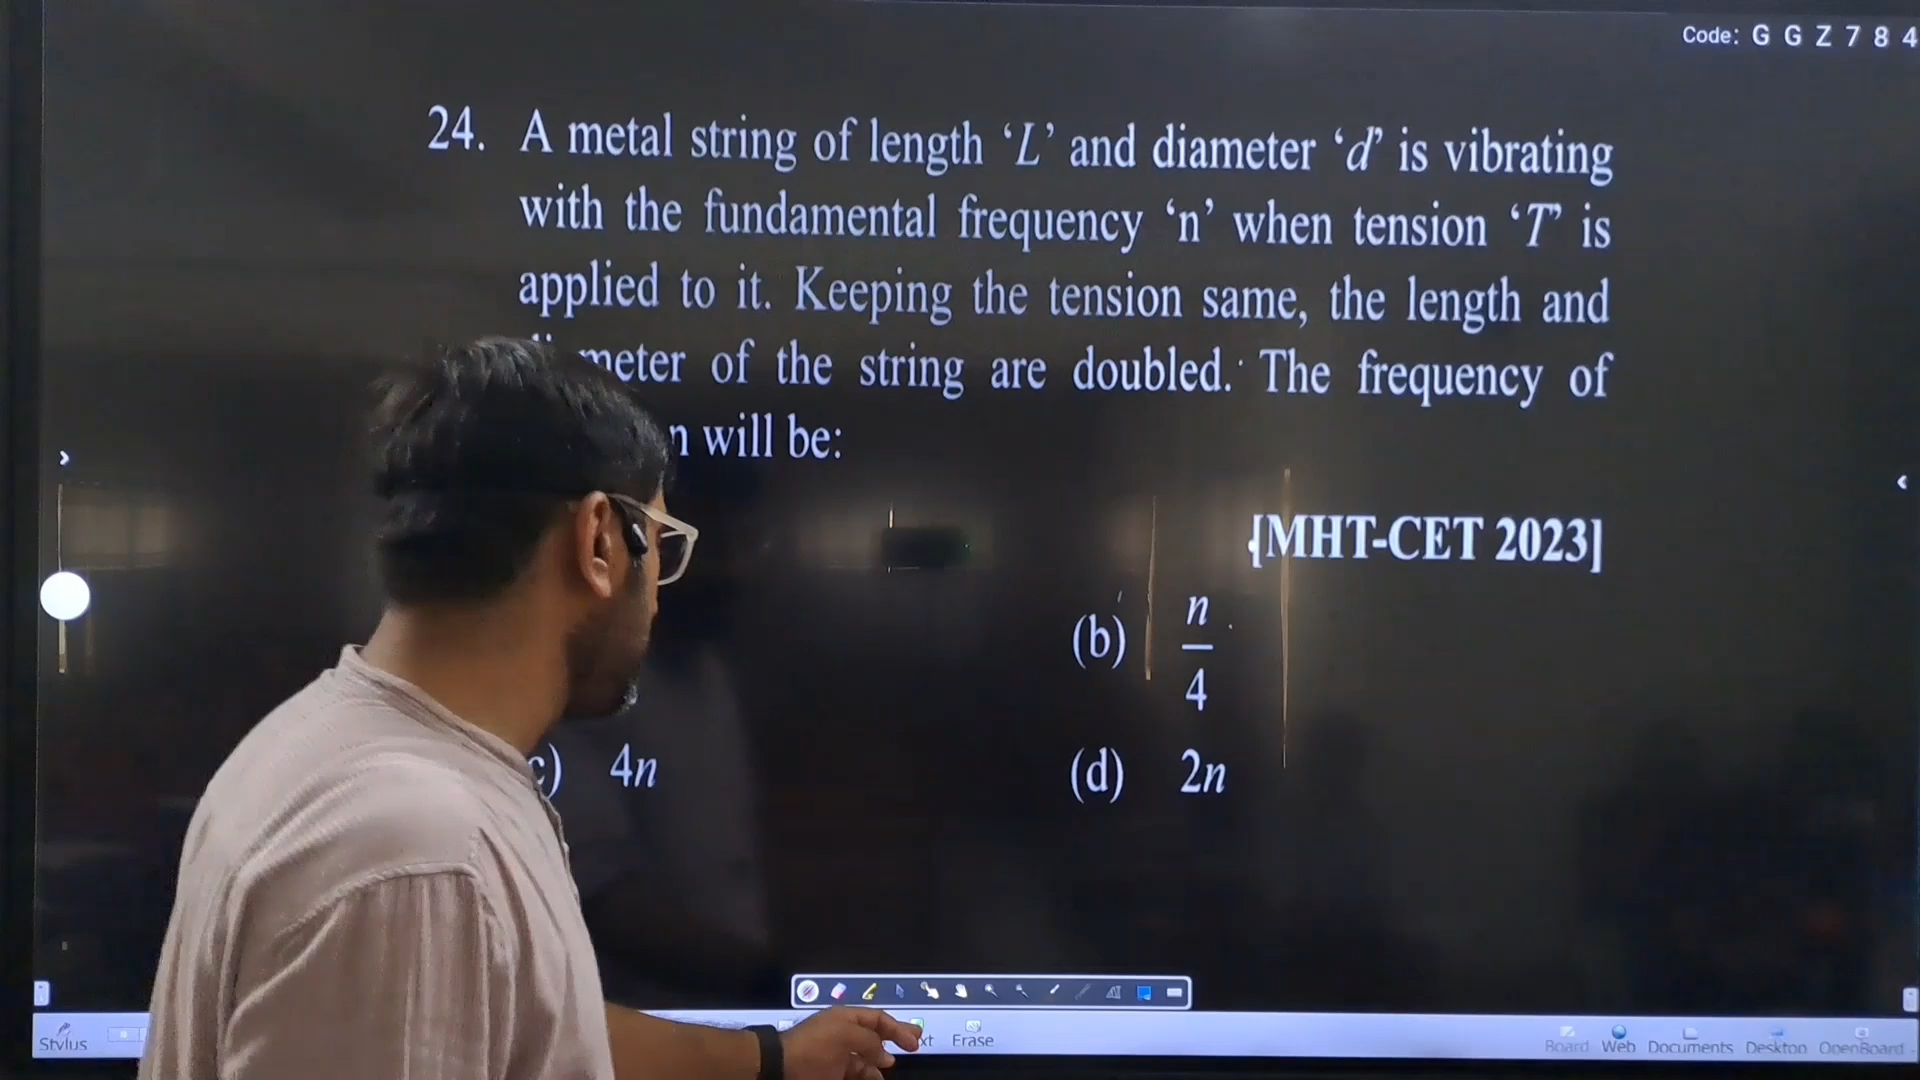 Code: G G Z 7 8 4
24. A metal string of length ‘L’ and diameter ‘d’ is vibrating
with the fundamental frequency ‘n’ when tension ‘T’ is
applied to it. Keeping the tension same, the length and
of the string are doubled. The frequency of
will be:
[MHT-CET 2023]
(b) n/4
4n
(d) 2n
Stylus Erase Board Web Documents Desktop OpenBoard